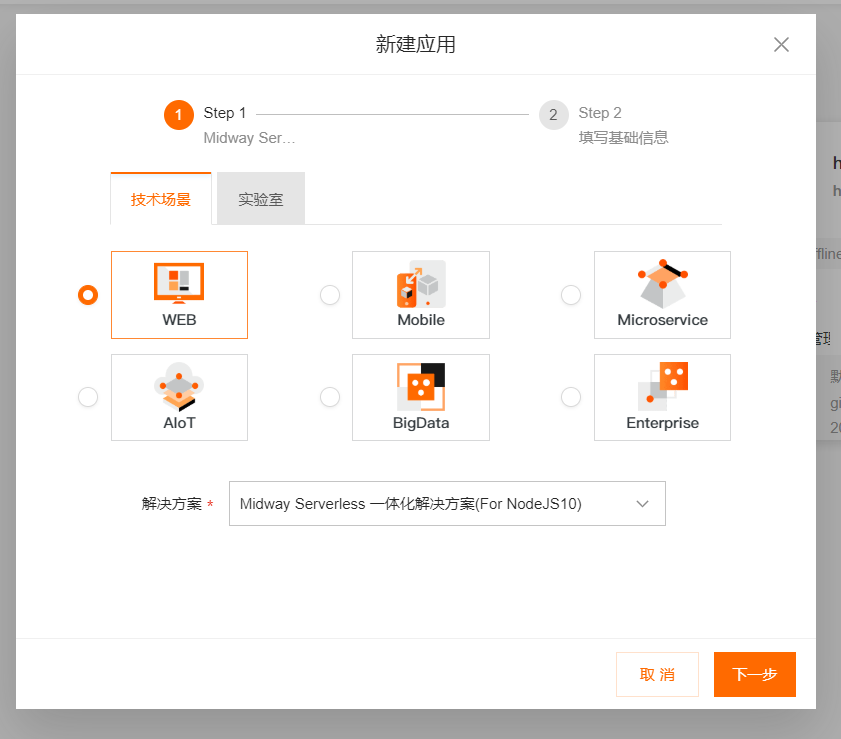 新建应用
1 Step 1
Midway Ser...
2 Step 2
填写基础信息
技术场景 实验室
WEB Mobile Microservice
AIoT BigData Enterprise
解决方案 * Midway Serverless 一体化解决方案(For NodeJS10)
取 消 下一步